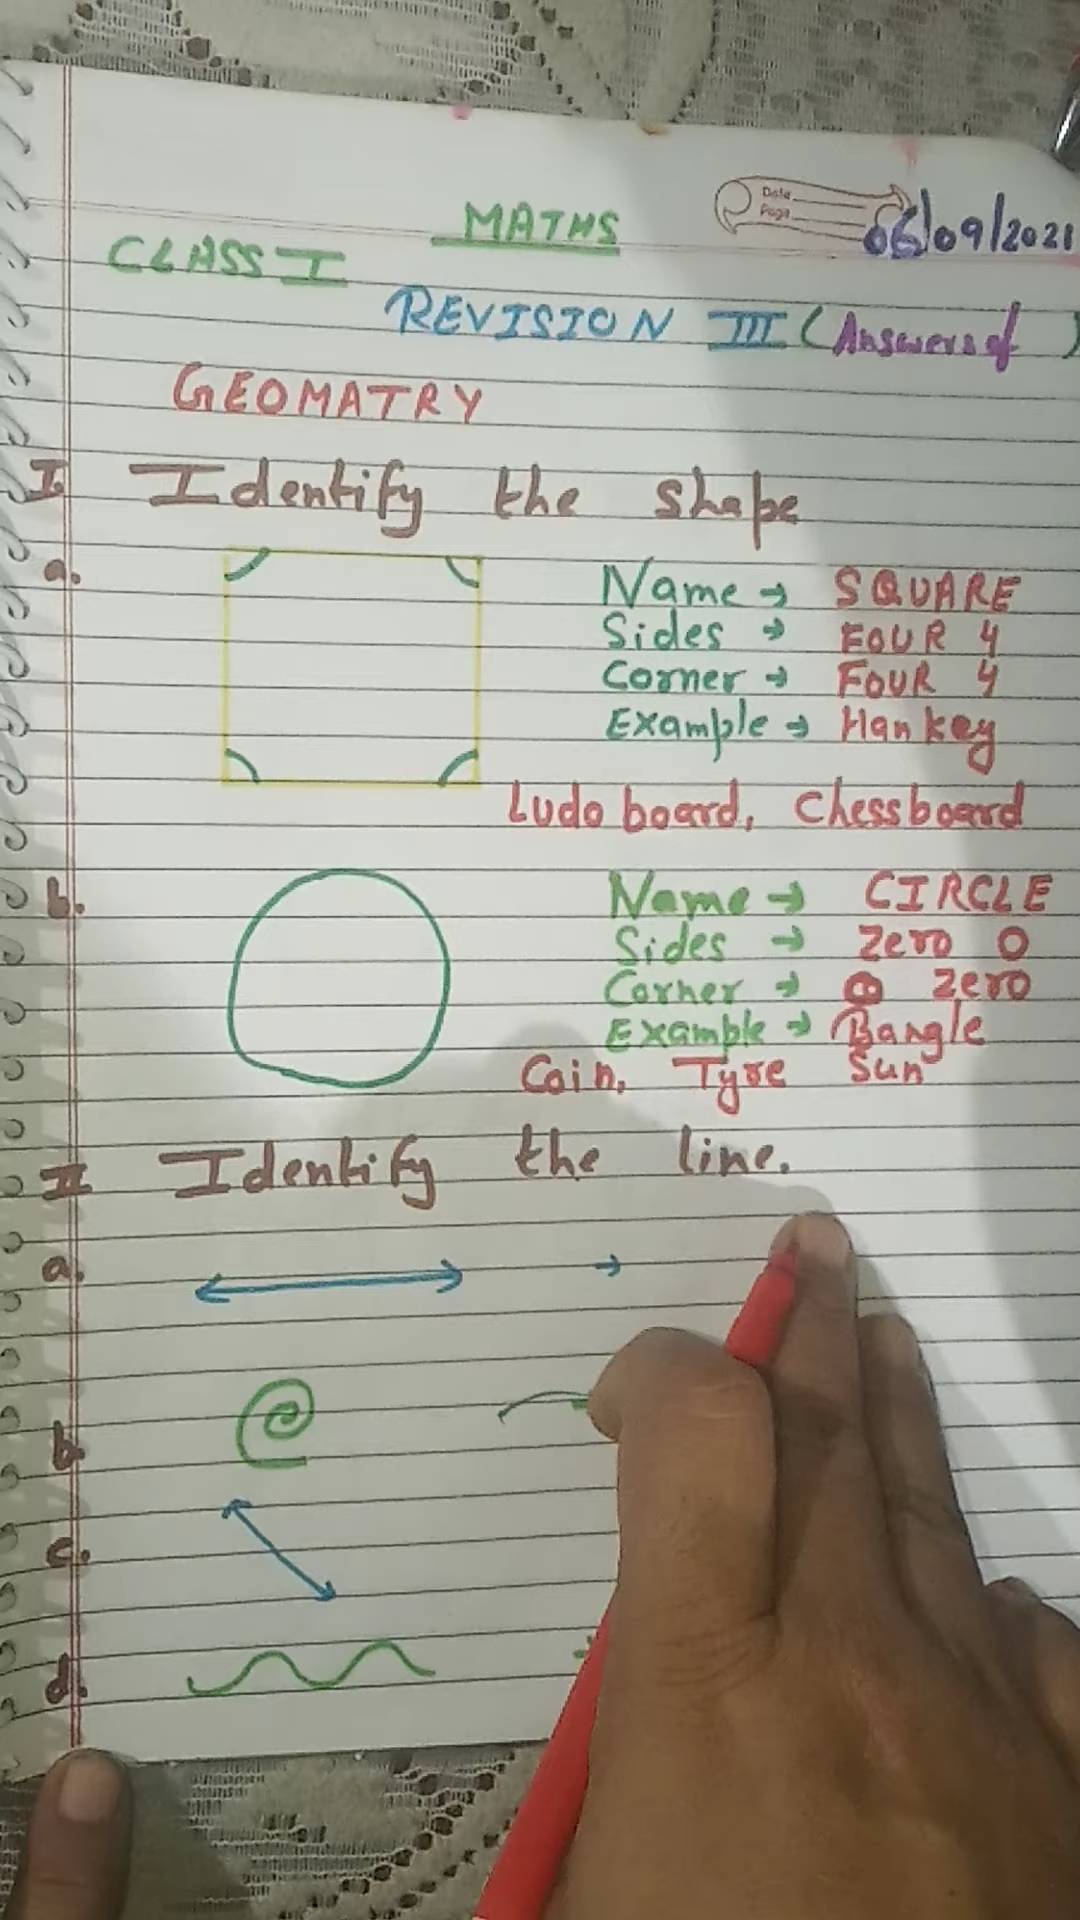 MATHS
Date
Page
06/09/2021
CLASS I
REVISION III (Answers of )
GEOMATRY
I. Identify the shape
a.
Name → SQUARE
Sides → FOUR 4
Corner → FOUR 4
Example → Hankey
Ludo board, Chessboard
b.
Name → CIRCLE
Sides → Zero 0
Corner → zero
Example → Bangle
Coin, Tyre Sun
II Identify the line.
a. →
b.
c.
d. →